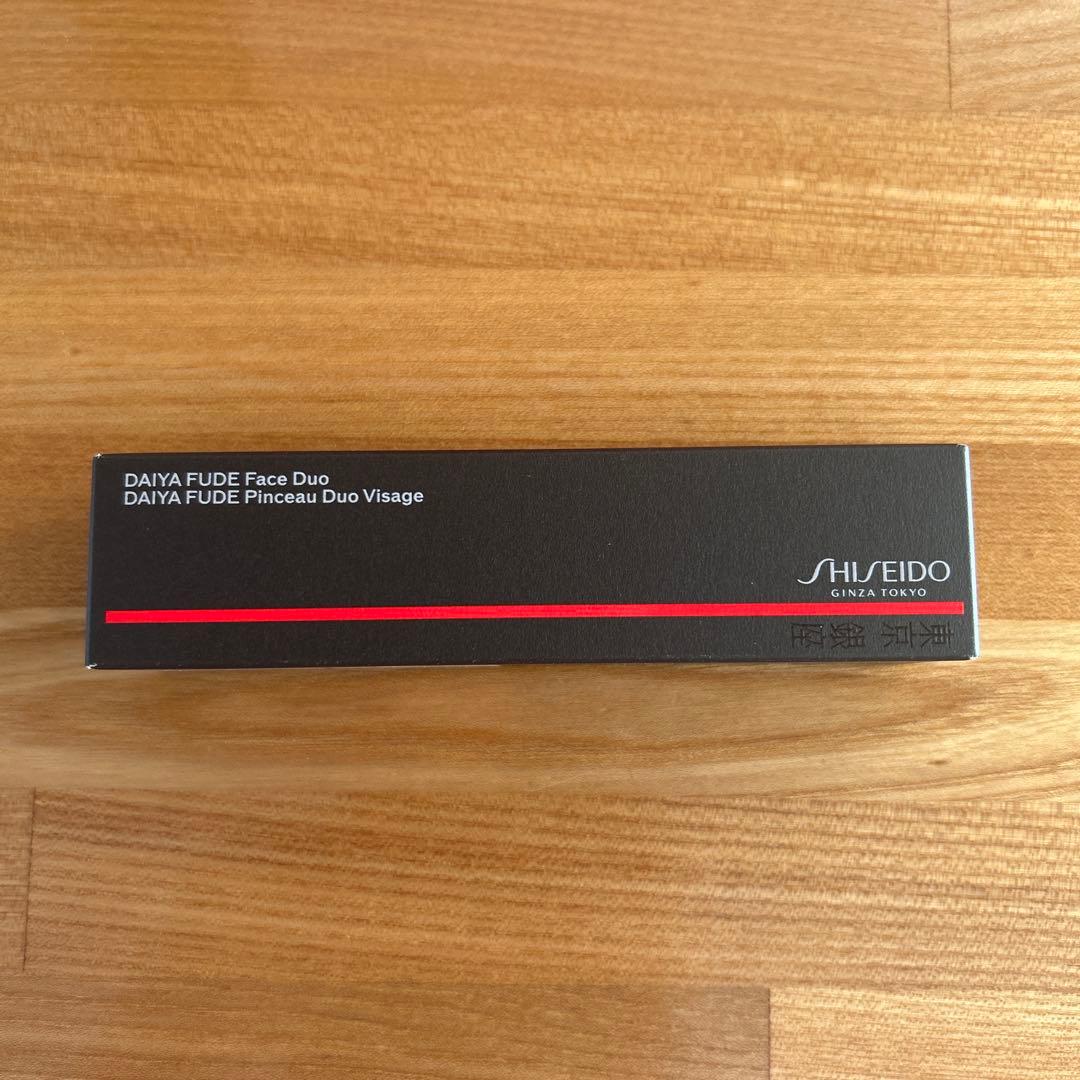 DAIYA FUDE Face Duo
DAIYA FUDE Pinceau Duo Visage
SHISEIDO
GINZA TOKYO
東京銀座